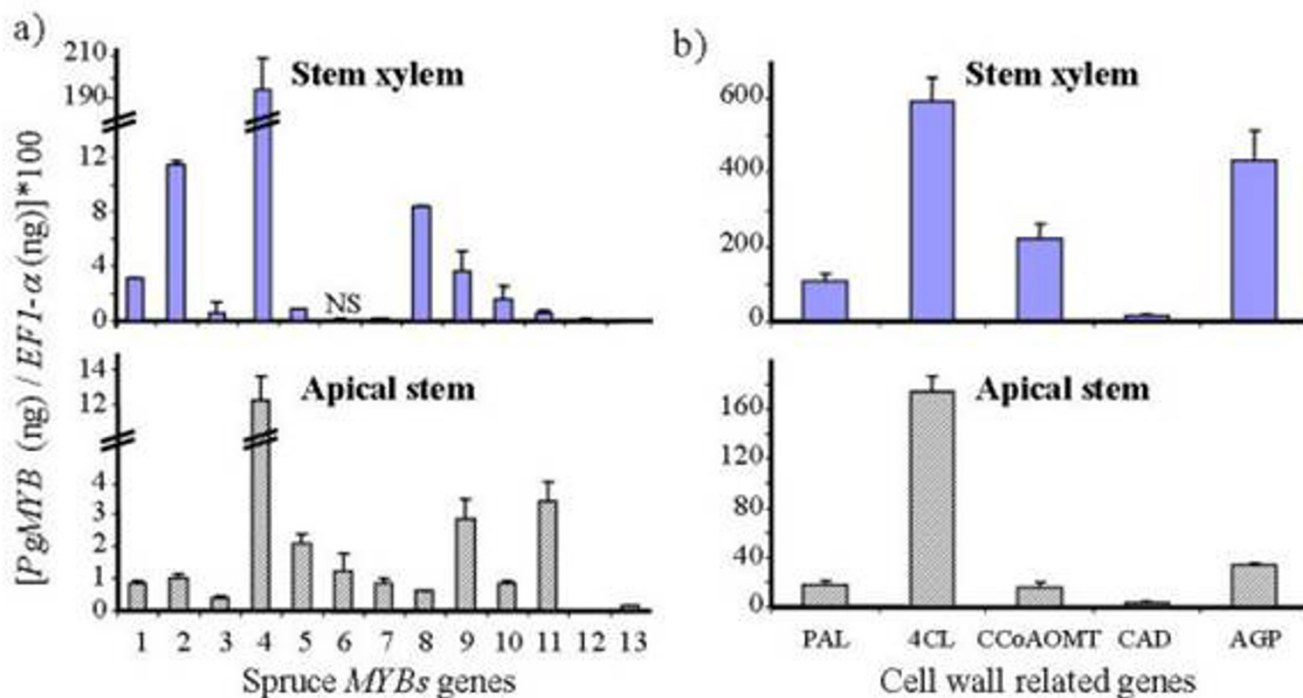 a)
[PgMYB (ng) / EF1-α (ng)]*100
Stem xylem
210
190
12
8
4
0
NS
Apical stem
14
12
4
3
2
1
0
1 2 3 4 5 6 7 8 9 10 11 12 13
Spruce MYBs genes
b)
Stem xylem
600
400
200
0
Apical stem
160
120
80
40
0
PAL 4CL CCoAOMT CAD AGP
Cell wall related genes